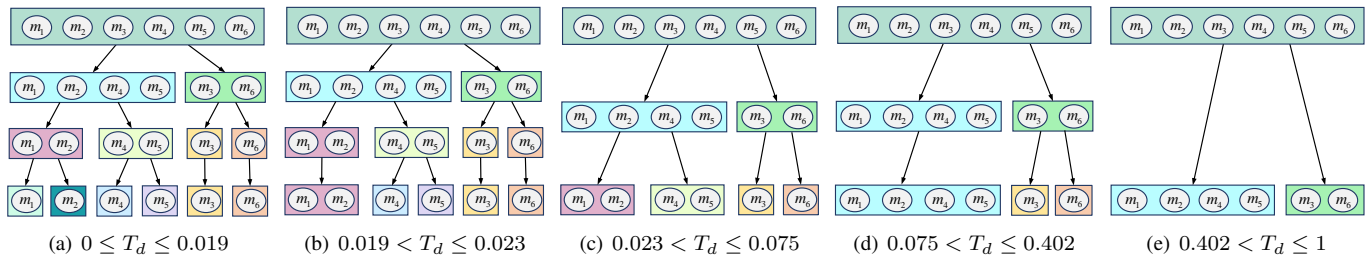 m₁ m₂ m₃ m₄ m₅ m₆
m₁ m₂ m₄ m₅ m₃ m₆
m₁ m₂ m₄ m₅ m₃ m₆
m₁ m₂ m₄ m₅ m₃ m₆
(a) 0 ≤ T_d ≤ 0.019
m₁ m₂ m₃ m₄ m₅ m₆
m₁ m₂ m₄ m₅ m₃ m₆
m₁ m₂ m₄ m₅ m₃ m₆
m₁ m₂ m₄ m₅ m₃ m₆
(b) 0.019 < T_d ≤ 0.023
m₁ m₂ m₃ m₄ m₅ m₆
m₁ m₂ m₄ m₅ m₃ m₆
m₁ m₂ m₄ m₅ m₃ m₆
(c) 0.023 < T_d ≤ 0.075
m₁ m₂ m₃ m₄ m₅ m₆
m₁ m₂ m₄ m₅ m₃ m₆
m₁ m₂ m₄ m₅ m₃ m₆
(d) 0.075 < T_d ≤ 0.402
m₁ m₂ m₃ m₄ m₅ m₆
m₁ m₂ m₄ m₅ m₃ m₆
(e) 0.402 < T_d ≤ 1